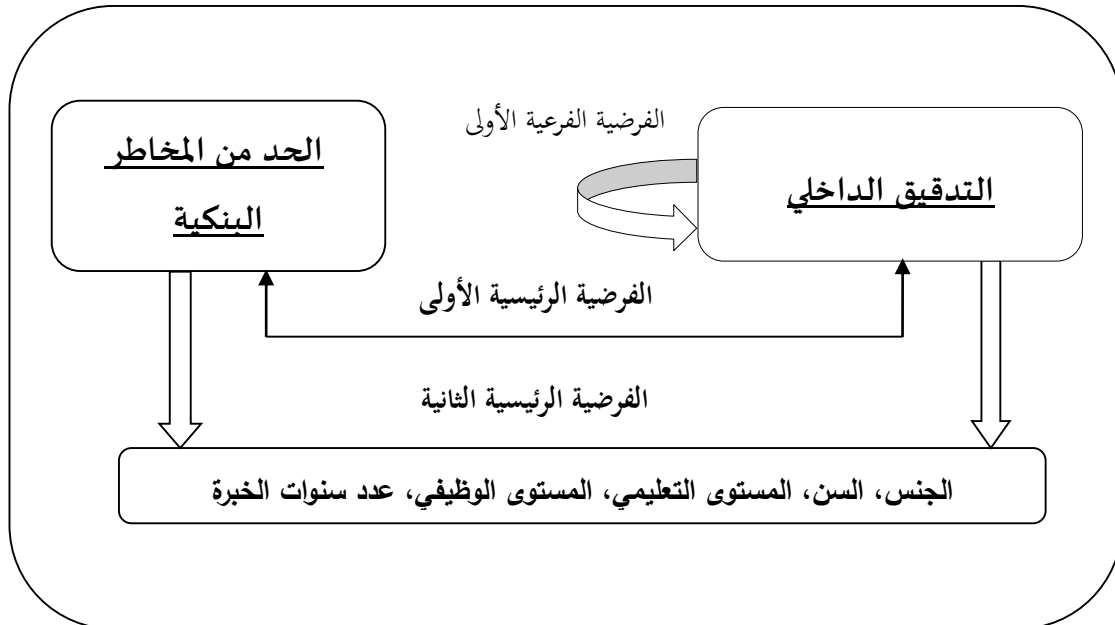 الفرضية الفرعية الأولى
التدقيق الداخلي
الحد من المخاطر
البنكية
الفرضية الرئيسية الأولى
الفرضية الرئيسية الثانية
الجنس، السن، المستوى التعليمي، المستوى الوظيفي، عدد سنوات الخبرة